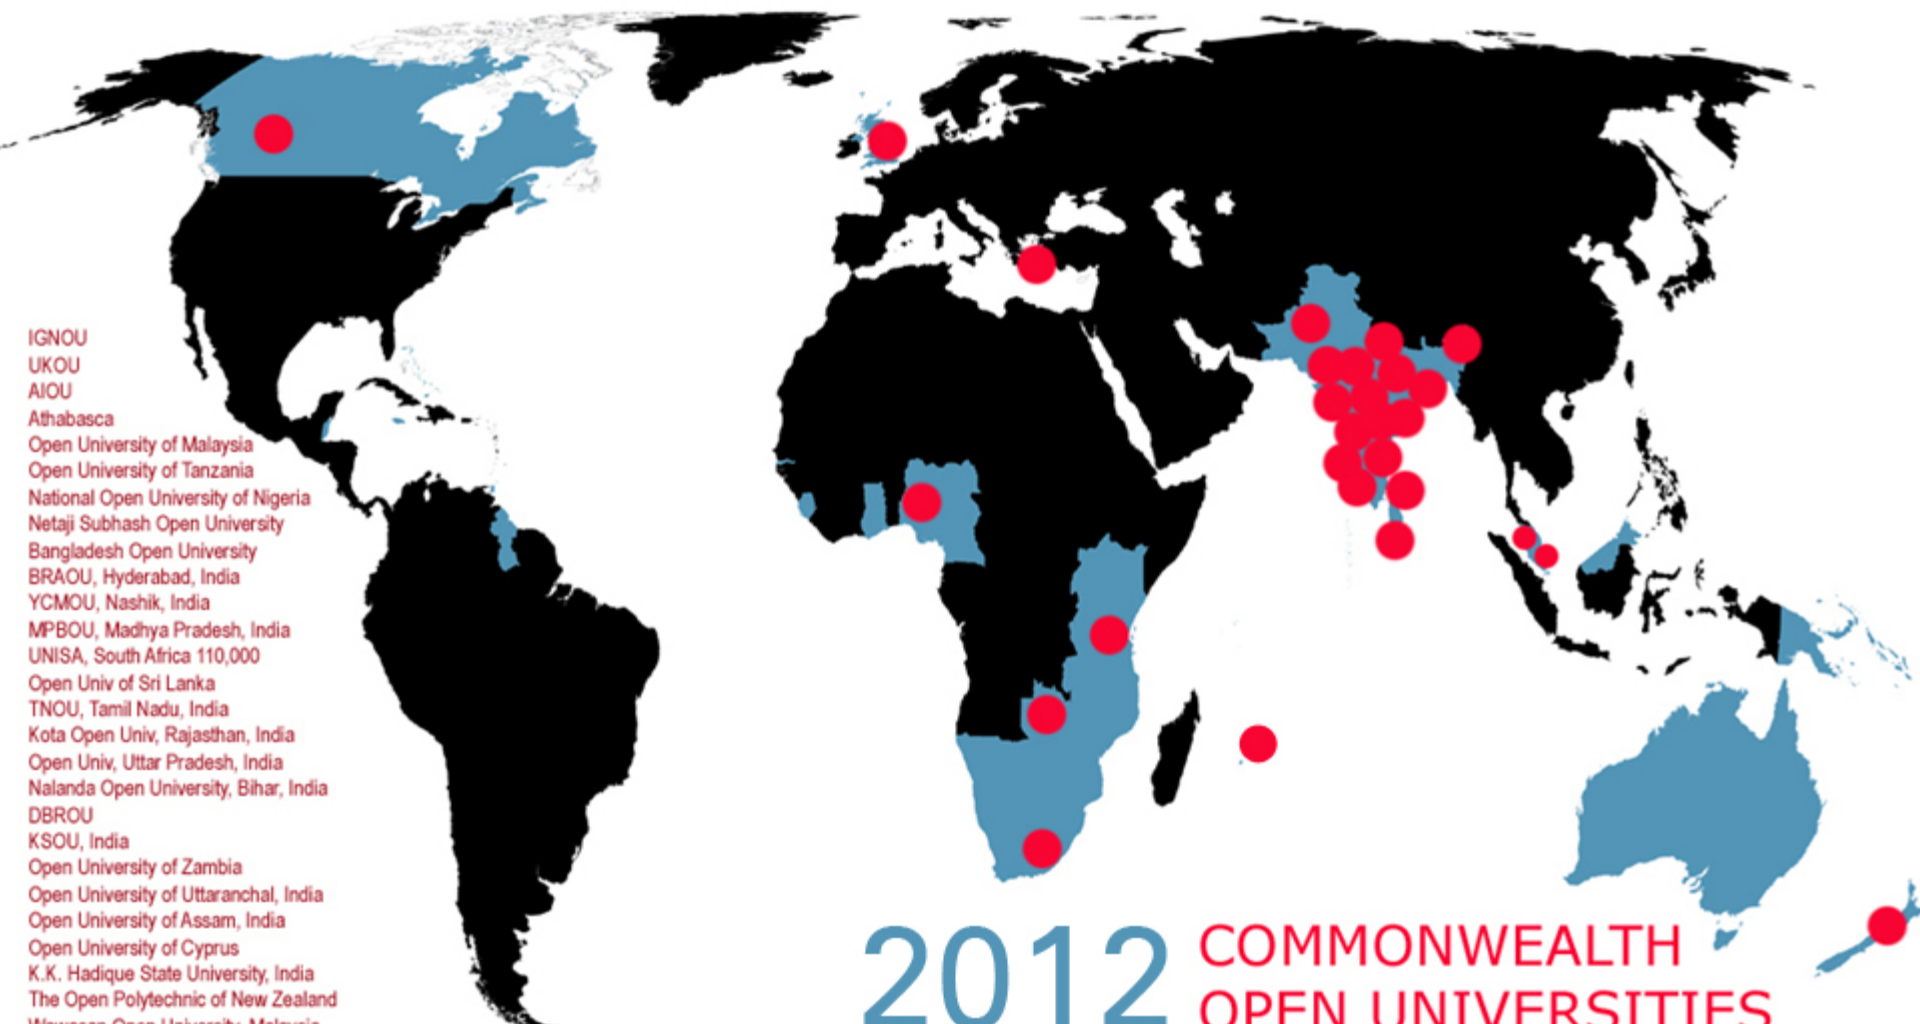 IGNOU
UKOU
AIOU
Athabasca
Open University of Malaysia
Open University of Tanzania
National Open University of Nigeria
Netaji Subhash Open University
Bangladesh Open University
BRAOU, Hyderabad, India
YCMOU, Nashik, India
MPBOU, Madhya Pradesh, India
UNISA, South Africa 110,000
Open Univ of Sri Lanka
TNOU, Tamil Nadu, India
Kota Open Univ, Rajasthan, India
Open Univ, Uttar Pradesh, India
Nalanda Open University, Bihar, India
DBROU
KSOU, India
Open University of Zambia
Open University of Uttaranchal, India
Open University of Assam, India
Open University of Cyprus
K.K. Hadique State University, India
The Open Polytechnic of New Zealand
Wawasan Open University, Malaysia
2012
COMMONWEALTH
OPEN UNIVERSITIES